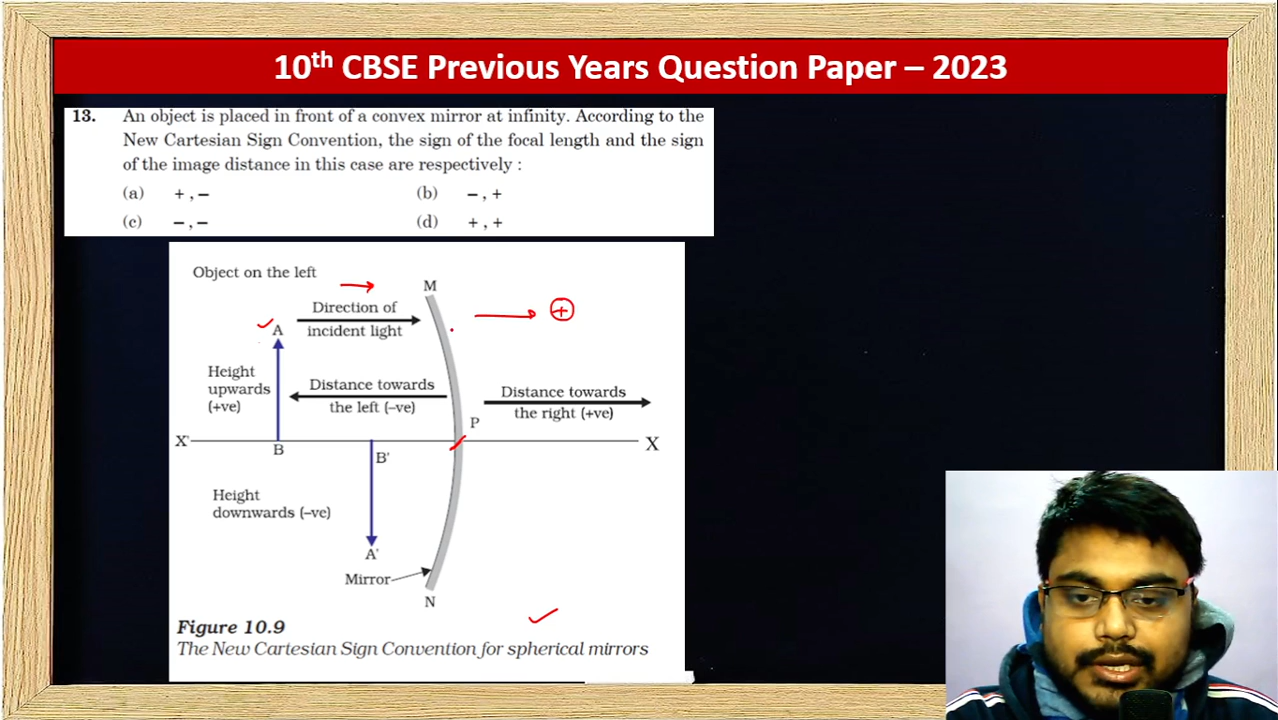 10th CBSE Previous Years Question Paper – 2023
13. An object is placed in front of a convex mirror at infinity. According to the
New Cartesian Sign Convention, the sign of the focal length and the sign
of the image distance in this case are respectively :
(a) + , – (b) – , +
(c) – , – (d) + , +
Object on the left
M
Direction of
incident light
+
A
Height
upwards
(+ve)
Distance towards
the left (–ve)
Distance towards
the right (+ve)
P
X'
B
B'
X
Height
downwards (–ve)
A'
Mirror
N
Figure 10.9
The New Cartesian Sign Convention for spherical mirrors